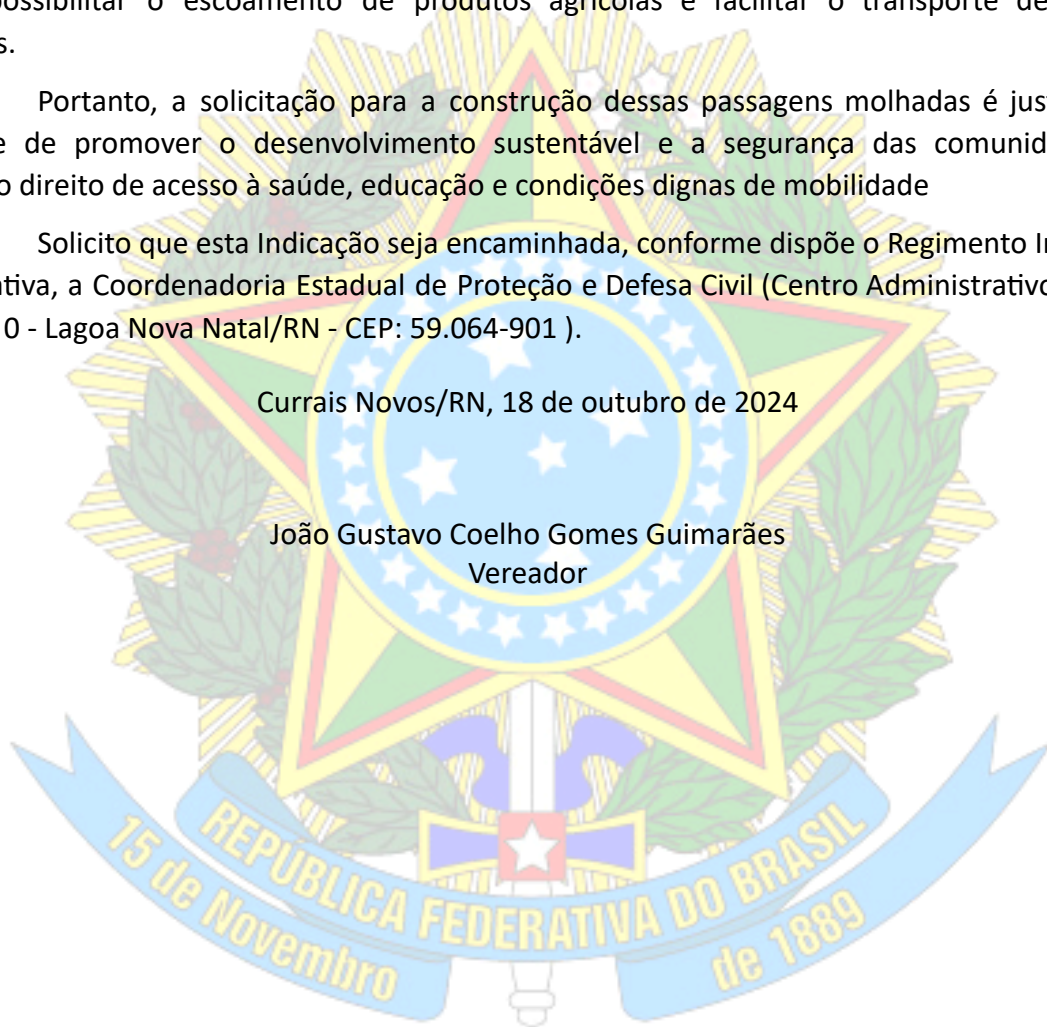 possibilitar o escoamento de produtos agrícolas e facilitar o transporte de
s.
Portanto, a solicitação para a construção dessas passagens molhadas é just
e de promover o desenvolvimento sustentável e a segurança das comunid
o direito de acesso à saúde, educação e condições dignas de mobilidade
Solicito que esta Indicação seja encaminhada, conforme dispõe o Regimento In
ativa, a Coordenadoria Estadual de Proteção e Defesa Civil (Centro Administrativo
0 - Lagoa Nova Natal/RN - CEP: 59.064-901 ).
Currais Novos/RN, 18 de outubro de 2024
João Gustavo Coelho Gomes Guimarães
Vereador
REPÚBLICA FEDERATIVA DO BRASIL
15 de Novembro de 1889